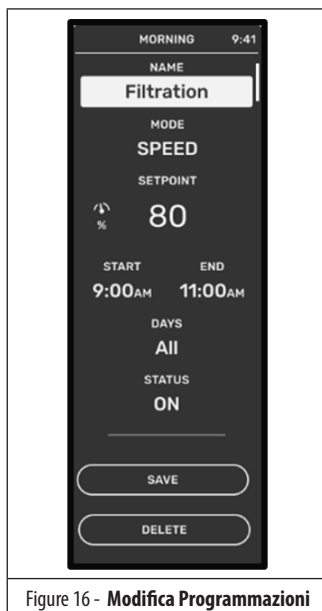 MORNING 9:41
NAME
Filtration
MODE
SPEED
SETPOINT
% 80
START END
9:00AM 11:00AM
DAYS
All
STATUS
ON
SAVE
DELETE
Figure 16 - Modifica Programmazioni